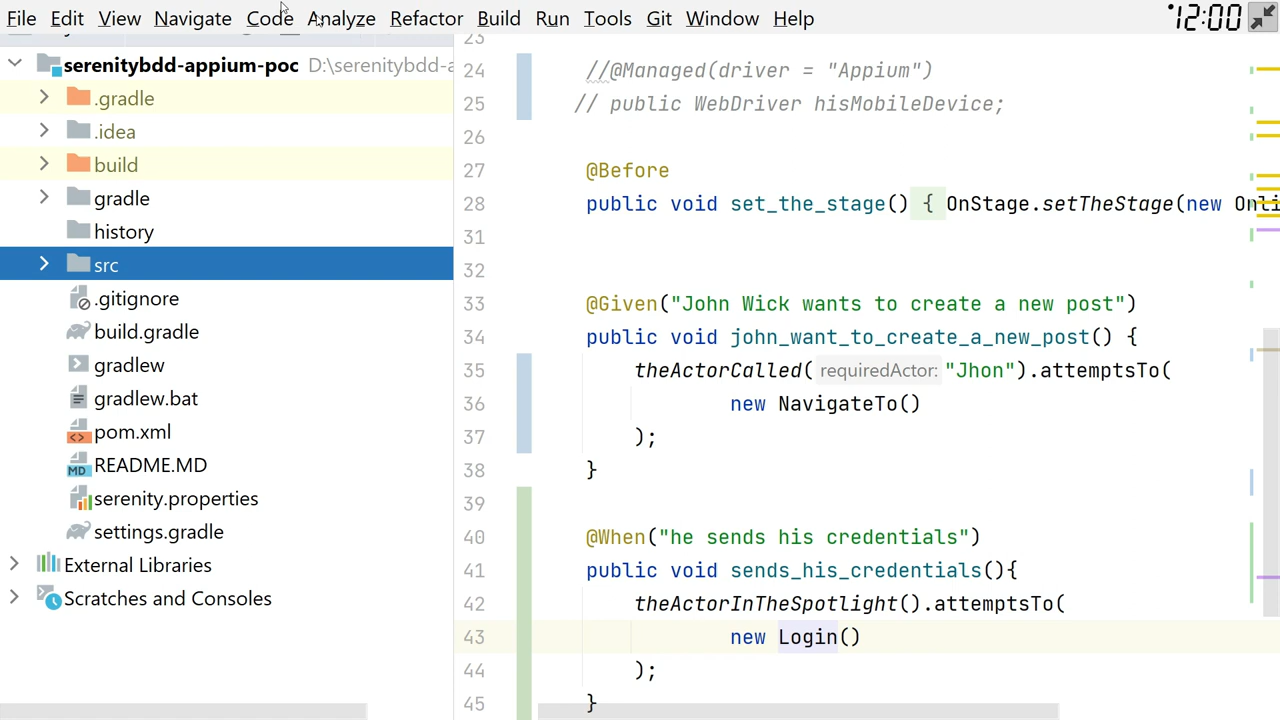 File Edit View Navigate Code Analyze Refactor Build Run Tools Git Window Help 12:00
serenitybdd-appium-poc D:\serenitybdd-a
.gradle
.idea
build
gradle
history
src
.gitignore
build.gradle
gradlew
gradlew.bat
pom.xml
README.MD
serenity.properties
settings.gradle
External Libraries
Scratches and Consoles
23
24 //@Managed(driver = "Appium")
25 // public WebDriver hisMobileDevice;
26
27 @Before
28 public void set_the_stage() { OnStage.setTheStage(new Onli
31
32
33 @Given("John Wick wants to create a new post")
34 public void john_want_to_create_a_new_post() {
35 theActorCalled( requiredActor: "Jhon").attemptsTo(
36 new NavigateTo()
37 );
38 }
39
40 @When("he sends his credentials")
41 public void sends_his_credentials(){
42 theActorInTheSpotlight().attemptsTo(
43 new Login()
44 );
45 }